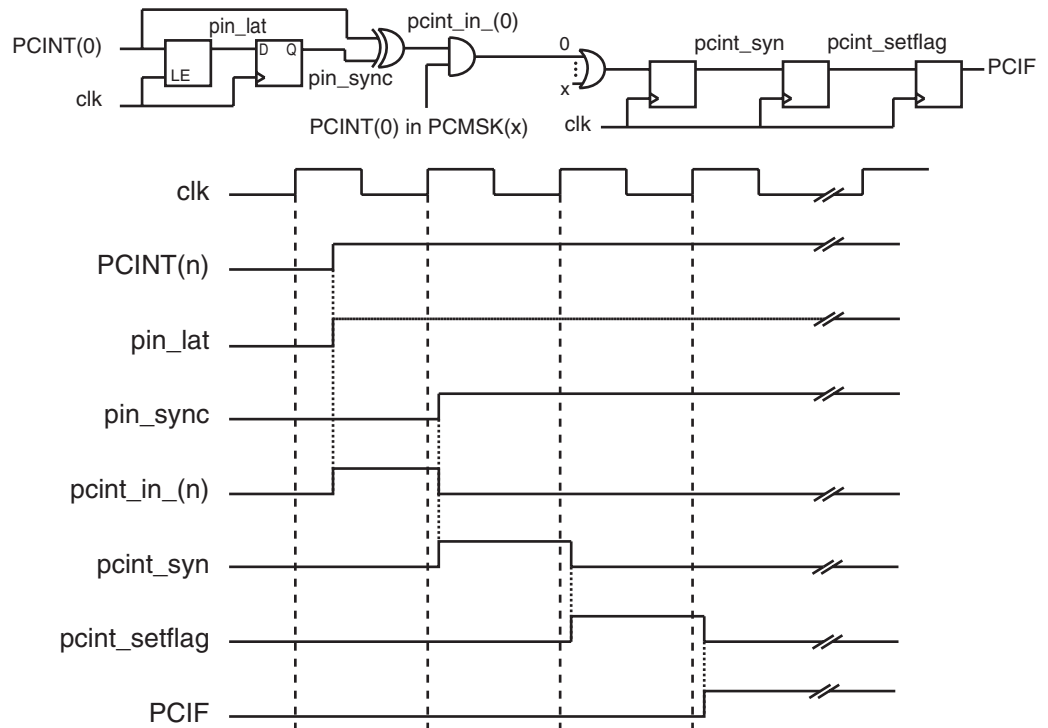 PCINT(0)
pin_lat
LE
D Q
pin_sync
clk
pcint_in_(0)
PCINT(0) in PCMSK(x)
0
x
clk
pcint_syn
pcint_setflag
PCIF
clk
PCINT(n)
pin_lat
pin_sync
pcint_in_(n)
pcint_syn
pcint_setflag
PCIF